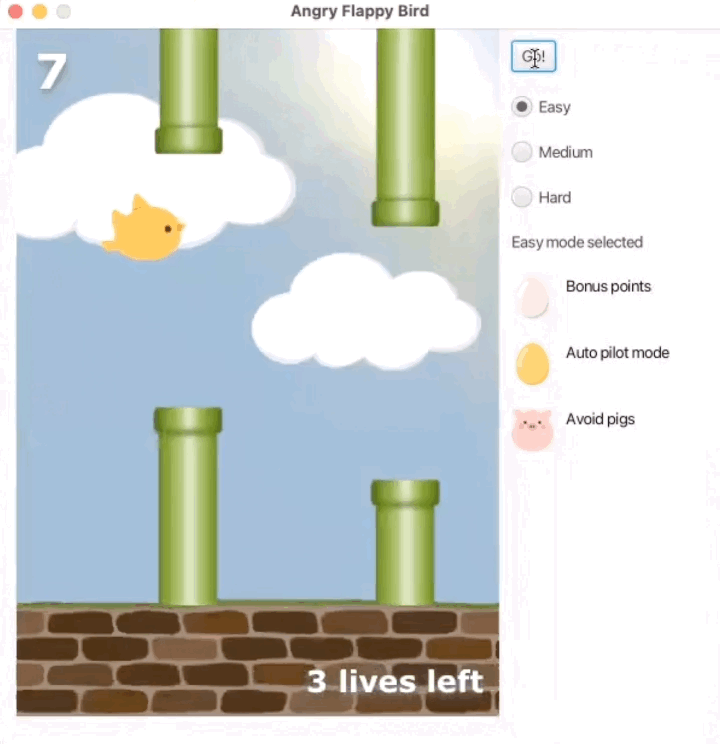 Angry Flappy Bird
7
Go!
Easy
Medium
Hard
Easy mode selected
Bonus points
Auto pilot mode
Avoid pigs
3 lives left